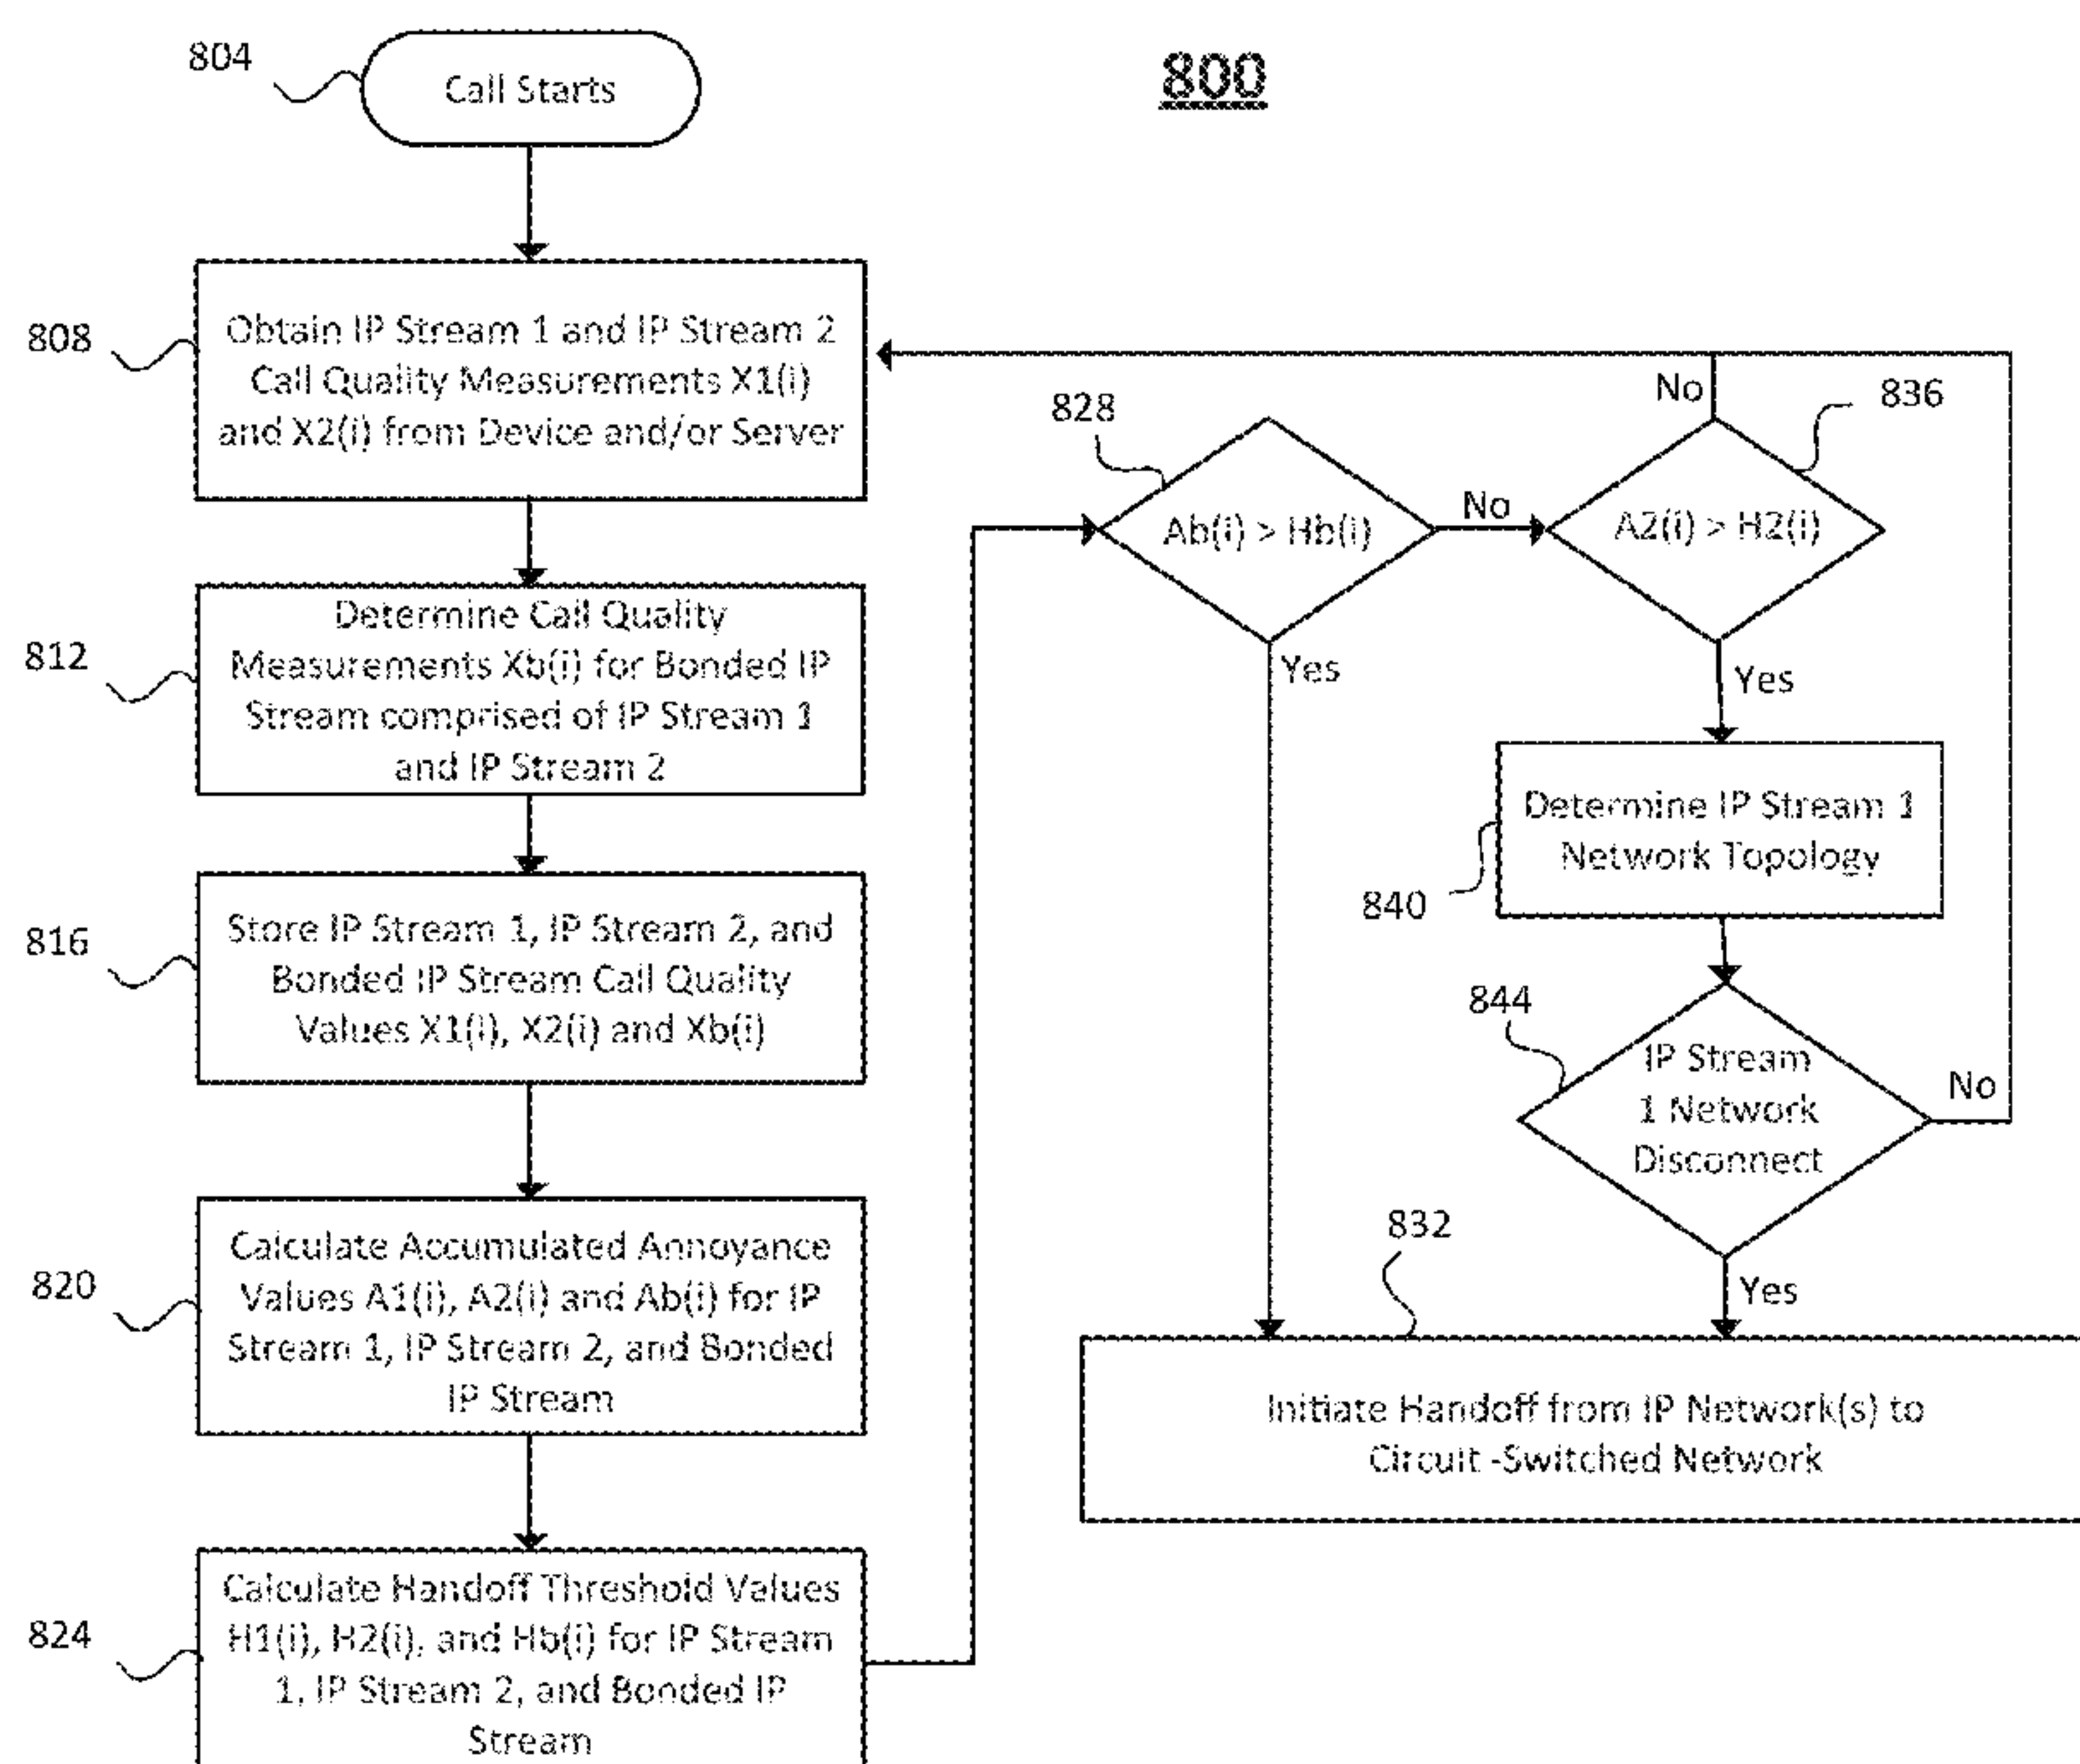 800
804
Call Starts
808
Obtain IP Stream 1 and IP Stream 2
Call Quality Measurements X1(i)
and X2(i) from Device and/or Server
812
Determine Call Quality
Measurements Xb(i) for Bonded IP
Stream comprised of IP Stream 1
and IP Stream 2
816
Store IP Stream 1, IP Stream 2, and
Bonded IP Stream Call Quality
Values X1(i), X2(i) and Xb(i)
820
Calculate Accumulated Annoyance
Values A1(i), A2(i) and Ab(i) for IP
Stream 1, IP Stream 2, and Bonded
IP Stream
824
Calculate Handoff Threshold Values
H1(i), H2(i), and Hb(i) for IP Stream
1, IP Stream 2, and Bonded IP
Stream
828
Ab(i) > Hb(i)
No
Yes
836
A2(i) > H2(i)
No
Yes
840
Determine IP Stream 1
Network Topology
844
IP Stream
1 Network
Disconnect
No
Yes
832
Initiate Handoff from IP Network(s) to
Circuit -Switched Network